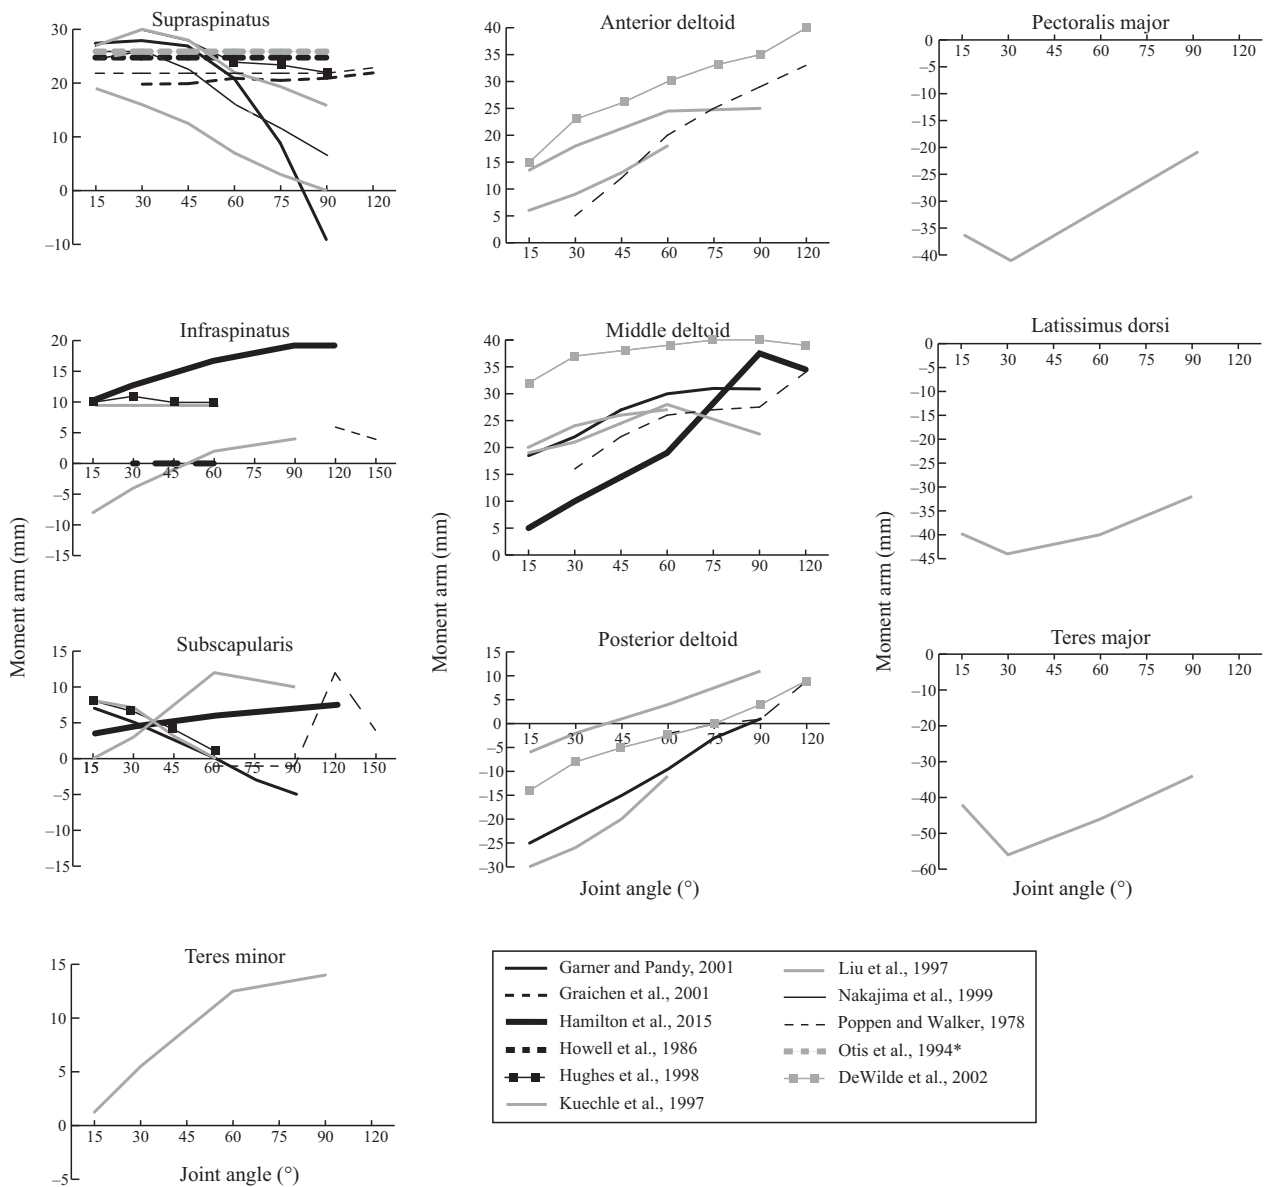 Supraspinatus
30
20
10
0
–10
15 30 45 60 75 90 120
Anterior deltoid
40
35
30
25
20
15
10
5
0
15 30 45 60 75 90 120
Pectoralis major
0
–5
–10
–15
–20
–25
–30
–35
–40
15 30 45 60 75 90 120
Infraspinatus
20
15
10
5
0
–5
–10
–15
15 30 45 60 75 90 120 150
Middle deltoid
40
35
30
25
20
15
10
5
0
15 30 45 60 75 90 120
Latissimus dorsi
0
–5
–10
–15
–20
–25
–30
–35
–40
–45
15 30 45 60 75 90 120
Moment arm (mm)
Moment arm (mm)
Moment arm (mm)
Subscapularis
15
10
5
0
–5
–10
–15
15 30 45 60 75 90 120 150
Posterior deltoid
15
10
5
0
–5
–10
–15
–20
–25
–30
15 30 45 60 75 90 120
Joint angle (°)
Teres major
0
–10
–20
–30
–40
–50
–60
15 30 45 60 75 90 120
Joint angle (°)
Teres minor
15
10
5
0
–5
15 30 45 60 75 90 120
Joint angle (°)
Garner and Pandy, 2001
Graichen et al., 2001
Hamilton et al., 2015
Howell et al., 1986
Hughes et al., 1998
Kuechle et al., 1997
Liu et al., 1997
Nakajima et al., 1999
Poppen and Walker, 1978
Otis et al., 1994*
DeWilde et al., 2002